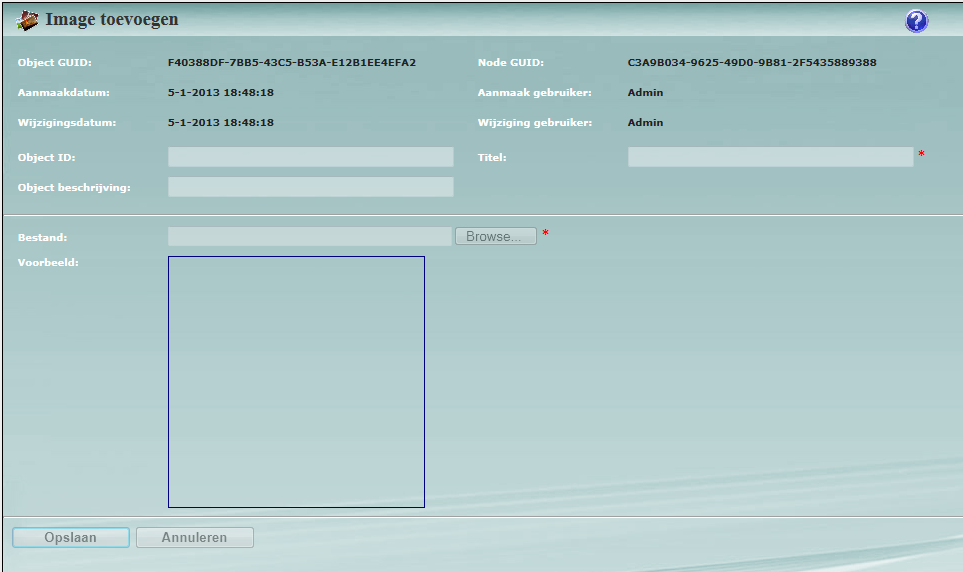 Image toevoegen ?
Object GUID: F40388DF-7BB5-43C5-B53A-E12B1EE4EFA2 Node GUID: C3A9B034-9625-49D0-9B81-2F5435889388
Aanmaakdatum: 5-1-2013 18:48:18 Aanmaak gebruiker: Admin
Wijzigingsdatum: 5-1-2013 18:48:18 Wijziging gebruiker: Admin
Object ID: Titel: *
Object beschrijving:
Bestand: Browse... *
Voorbeeld:
Opslaan Annuleren